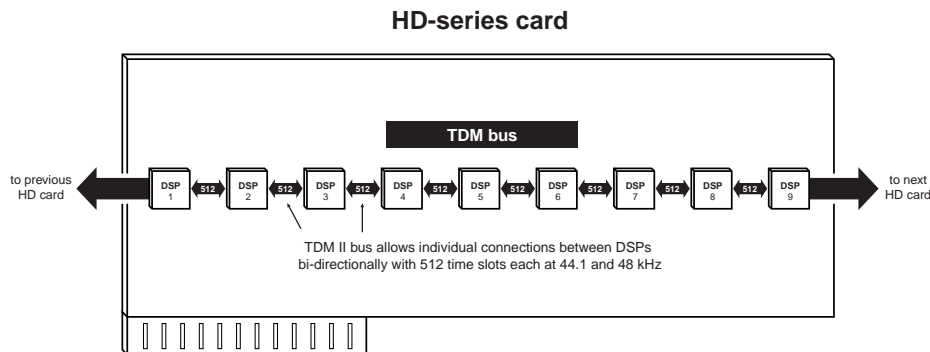 HD-series card
TDM bus
to previous
HD card
DSP
1
512
DSP
2
512
DSP
3
512
DSP
4
512
DSP
5
512
DSP
6
512
DSP
7
512
DSP
8
512
DSP
9
to next
HD card
TDM II bus allows individual connections between DSPs
bi-directionally with 512 time slots each at 44.1 and 48 kHz